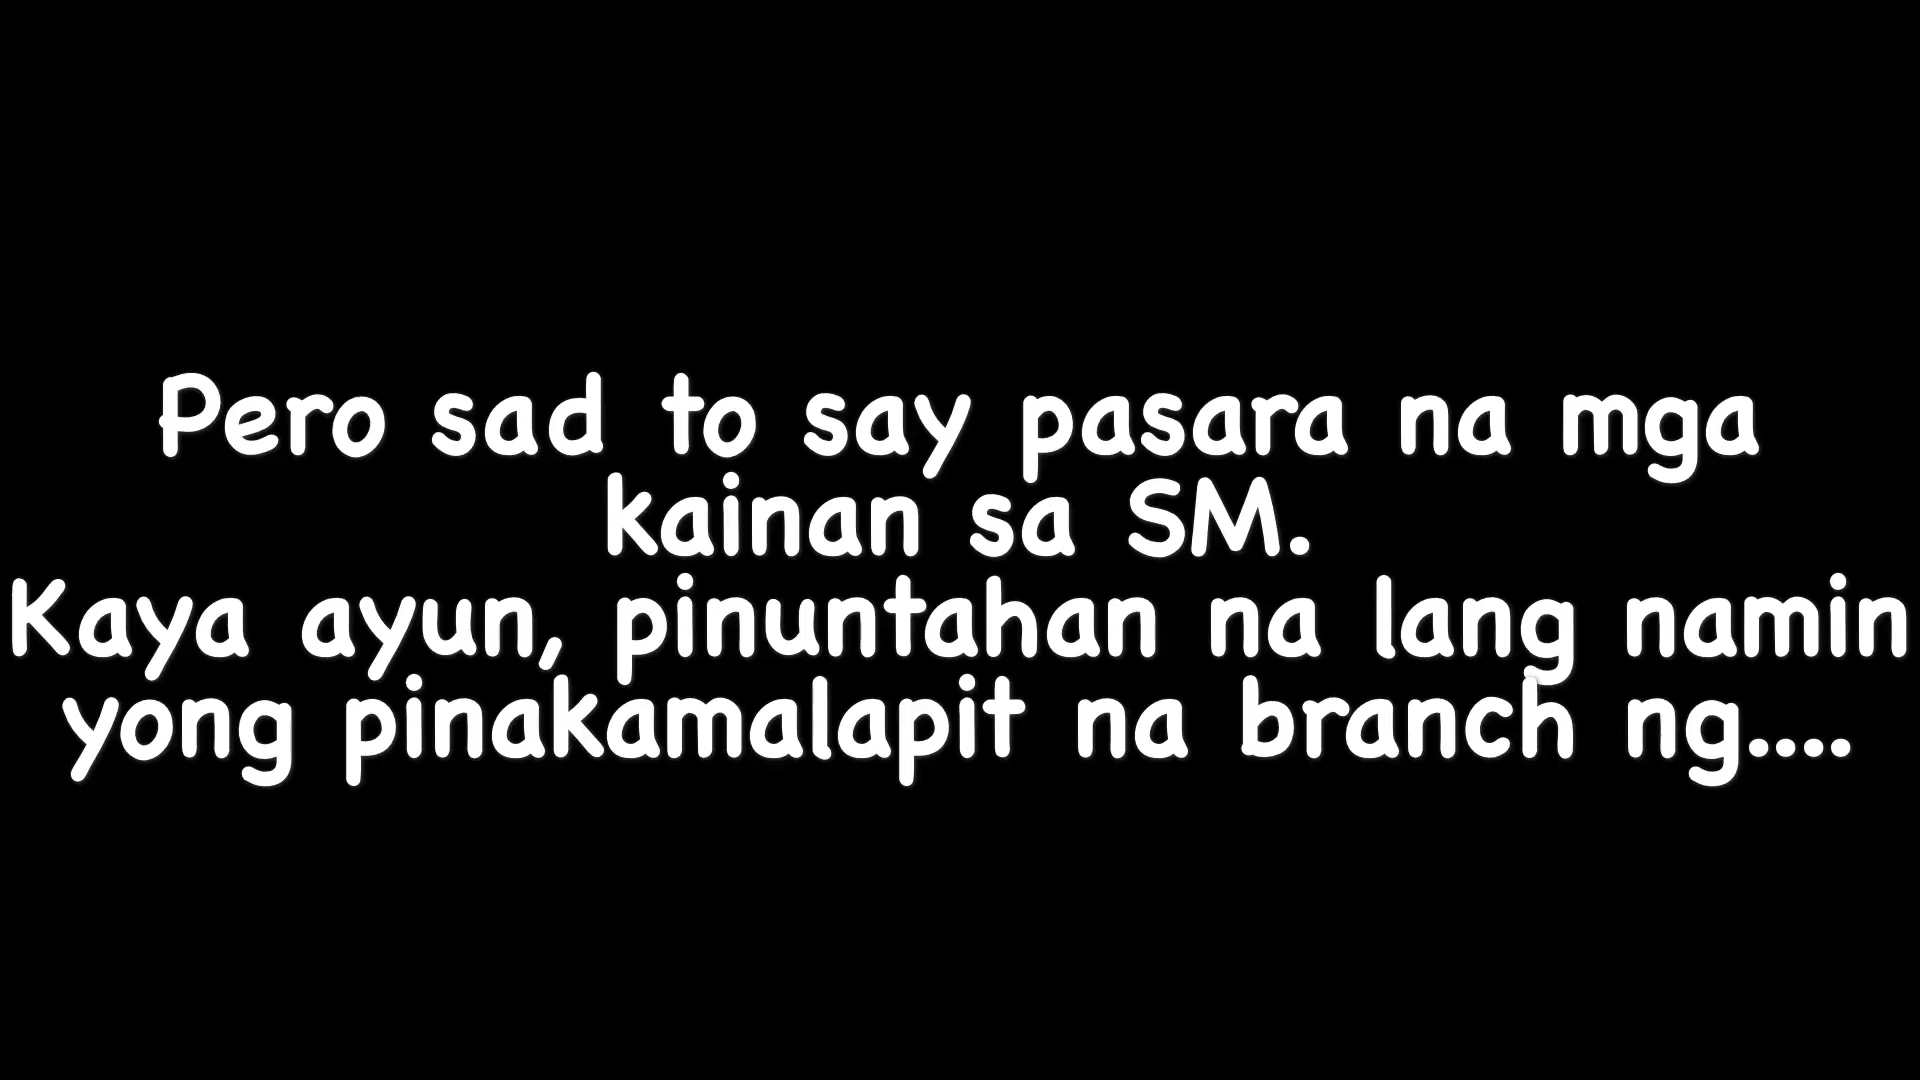 Pero sad to say pasara na mga
kainan sa SM.
Kaya ayun, pinuntahan na lang namin
yong pinakamalapit na branch ng....